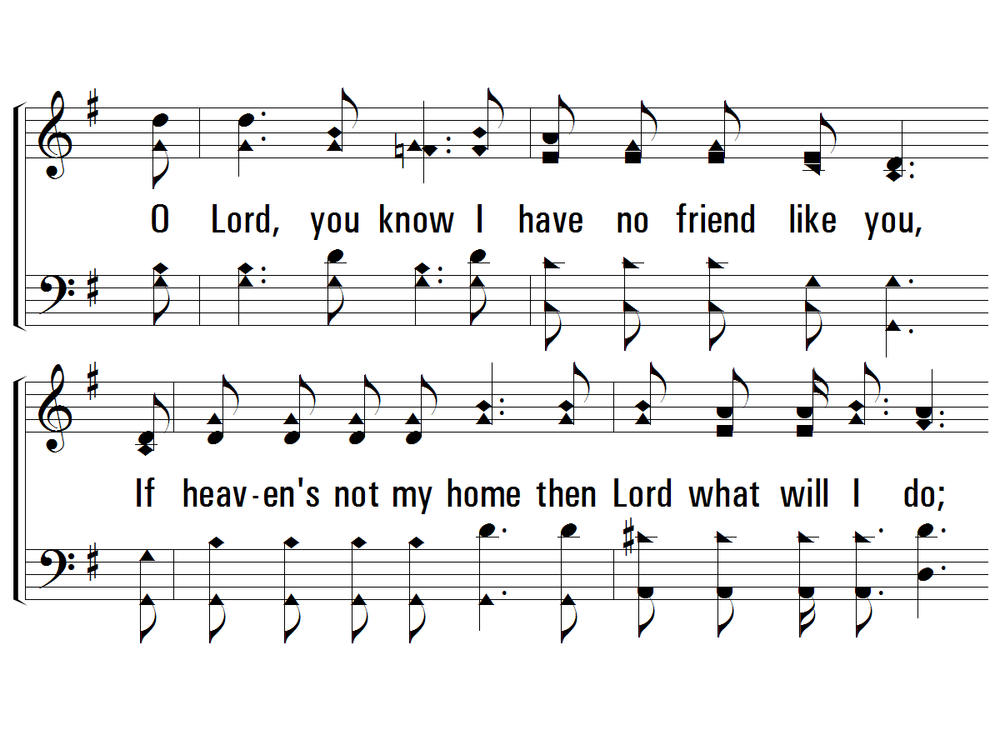 O Lord, you know I have no friend like you,
If heav-en's not my home then Lord what will I do;